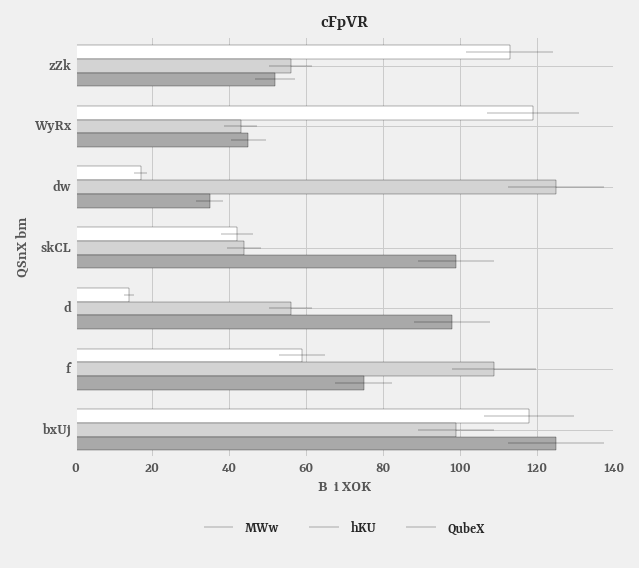 cFpVR
zZk
WyRx
dw
skCL
d
f
bxUj
QSnX bm
0 20 40 60 80 100 120 140
B i XOK
MWw hKU QubeX